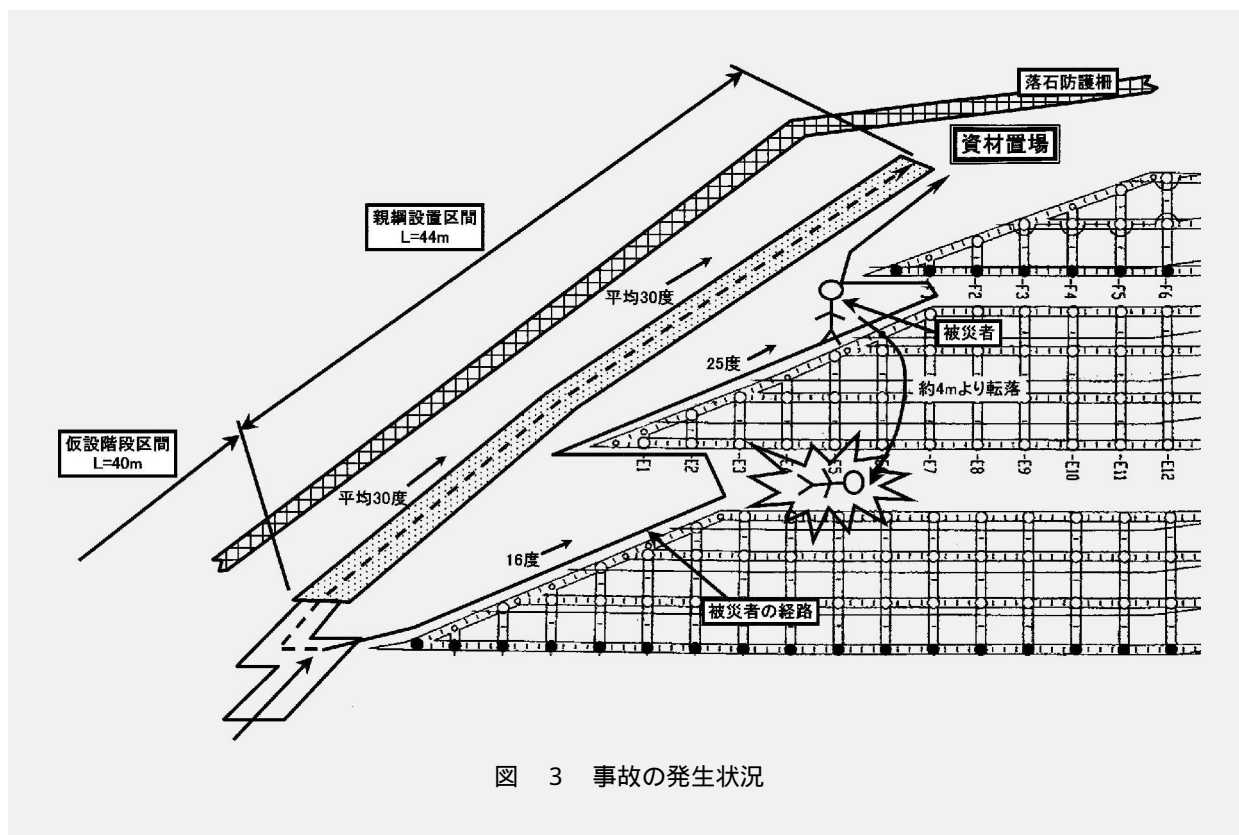 落石防護柵
資材置場
親綱設置区間
L=44m
平均30度
F2
F3
F4
F5
F6
被災者
25度
約4mより転落
仮設階段区間
L=40m
平均30度
E1
E2
E3
E5
E7
E8
E9
E10
E11
E12
16度
被災者の経路
図 3 事故の発生状況